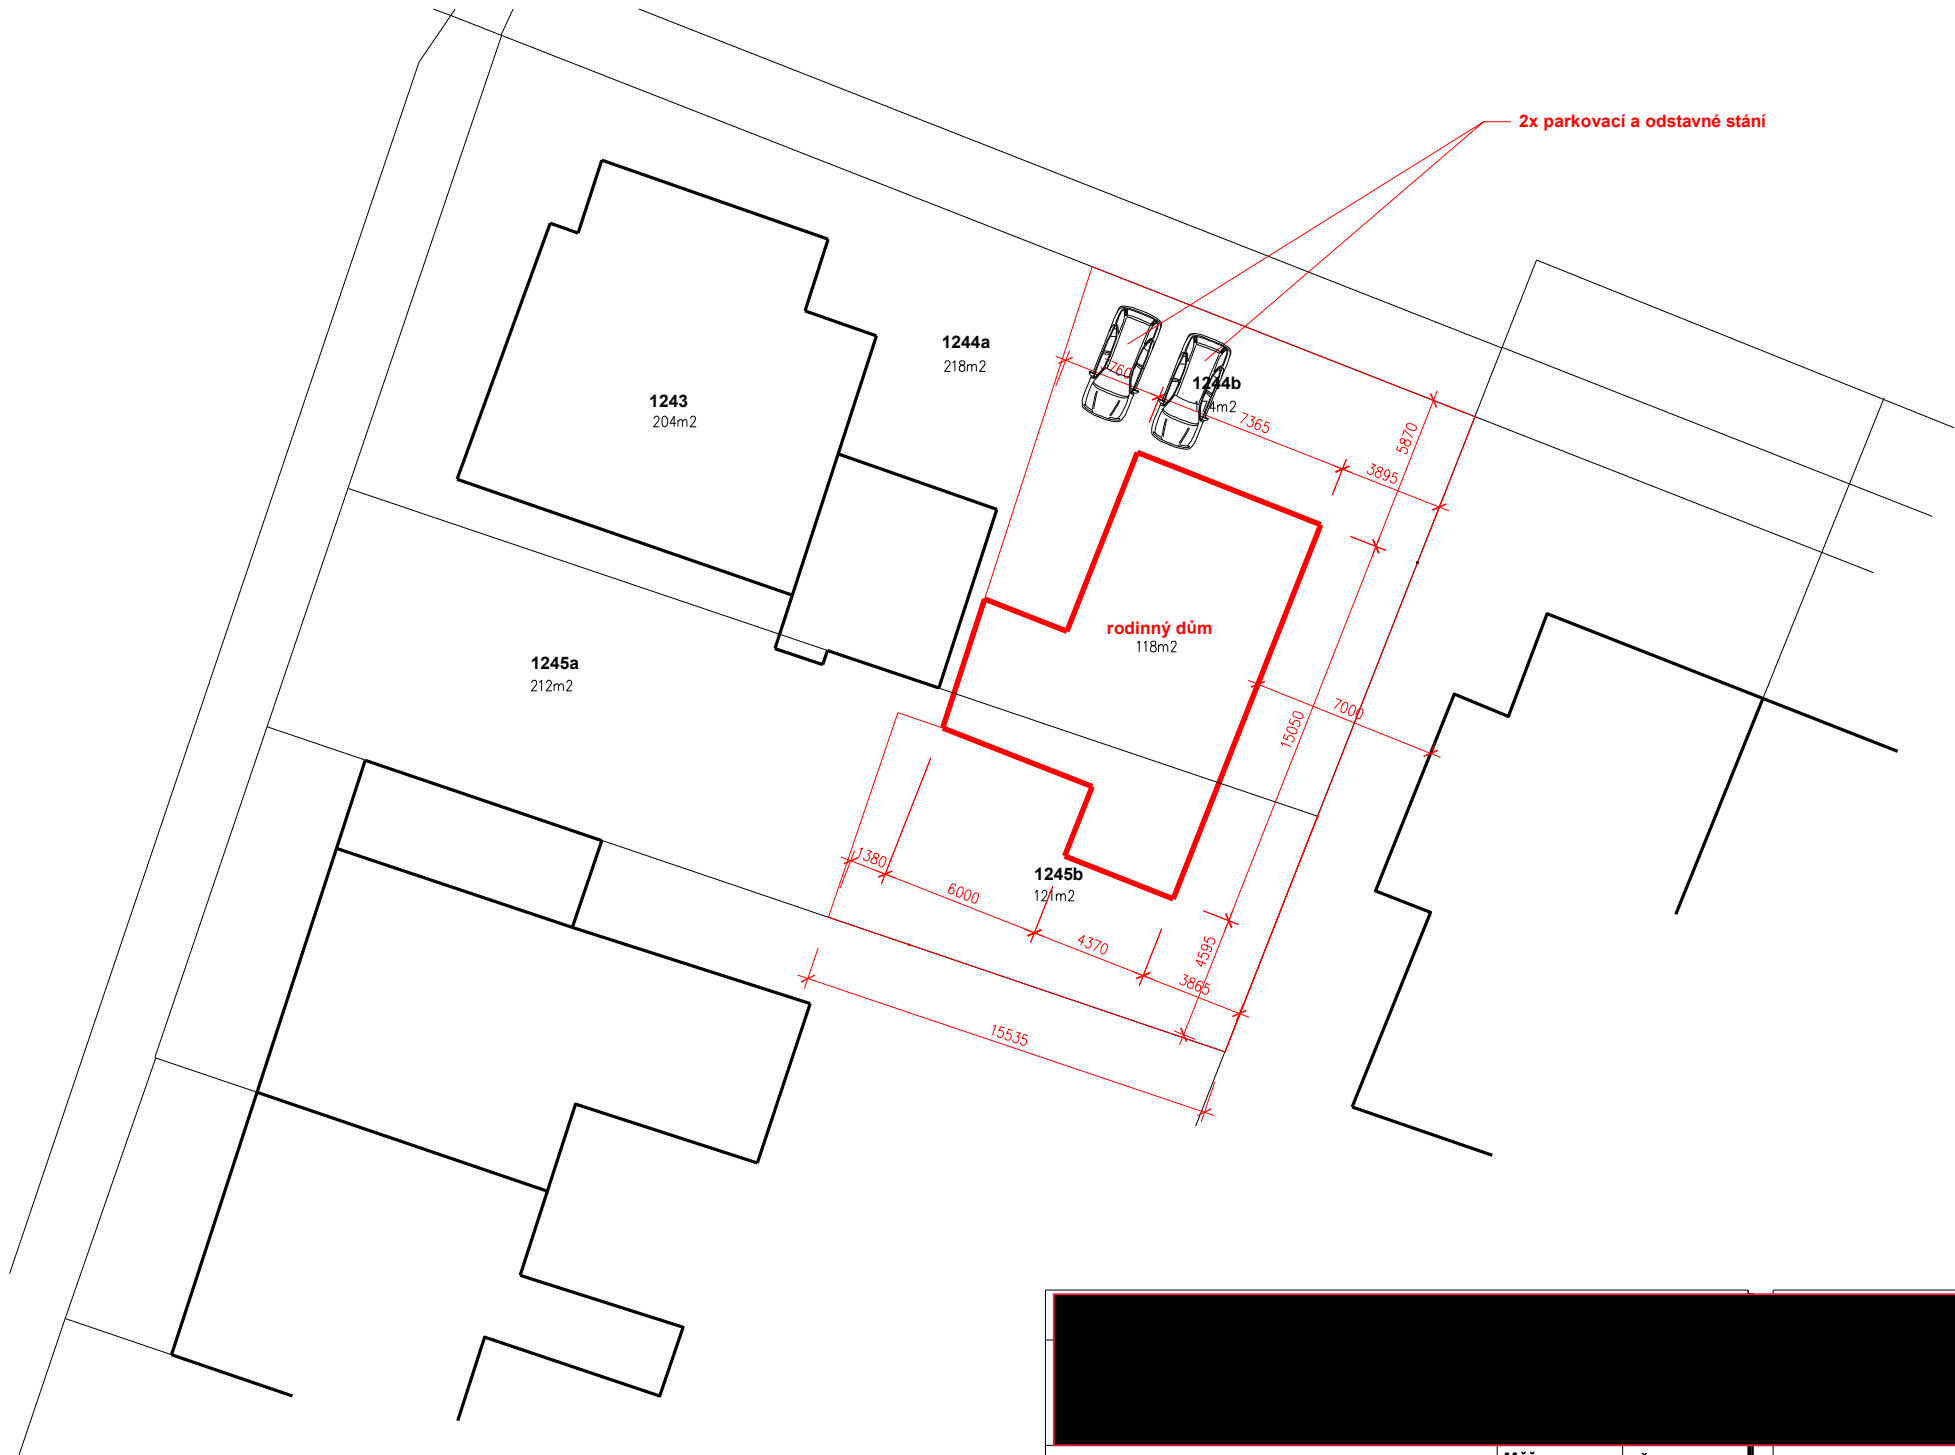 2x parkovací a odstavné stání
1244a
218m2
1243
204m2
1244b
7365
5870
3895
rodinný dům
118m2
1245a
212m2
7000
15050
1380
6000
1245b
121m2
4370
4595
3865
15535